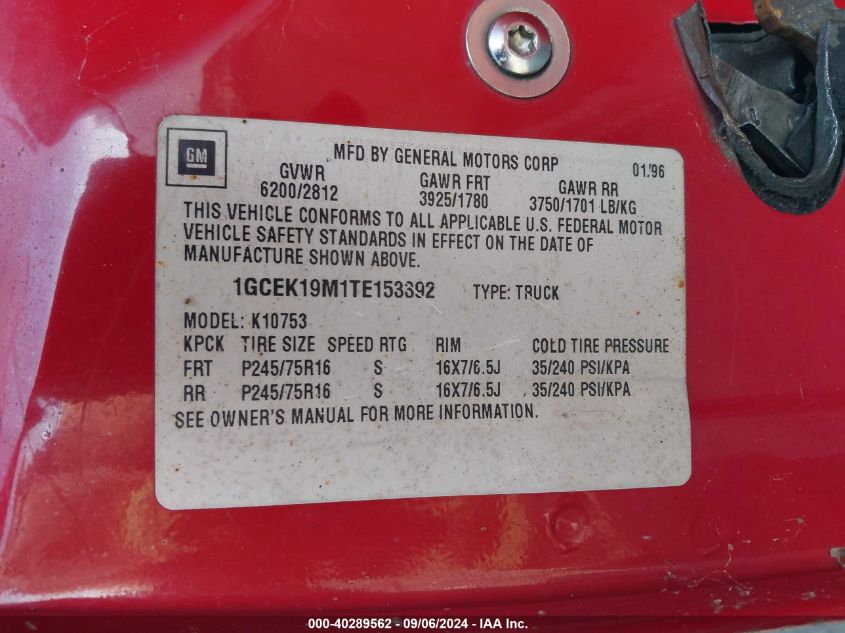 GM
MFD BY GENERAL MOTORS CORP 01/96
GVWR GAWR FRT GAWR RR
6200/2812 3925/1780 3750/1701 LB/KG
THIS VEHICLE CONFORMS TO ALL APPLICABLE U.S. FEDERAL MOTOR
VEHICLE SAFETY STANDARDS IN EFFECT ON THE DATE OF
MANUFACTURE SHOWN ABOVE.
1GCEK19M1TE153392 TYPE: TRUCK
MODEL: K10753
KPCK TIRE SIZE SPEED RTG RIM COLD TIRE PRESSURE
FRT P245/75R16 S 16X7/6.5J 35/240 PSI/KPA
RR P245/75R16 S 16X7/6.5J 35/240 PSI/KPA
SEE OWNER'S MANUAL FOR MORE INFORMATION.
000-40289562 - 09/06/2024 - IAA Inc.